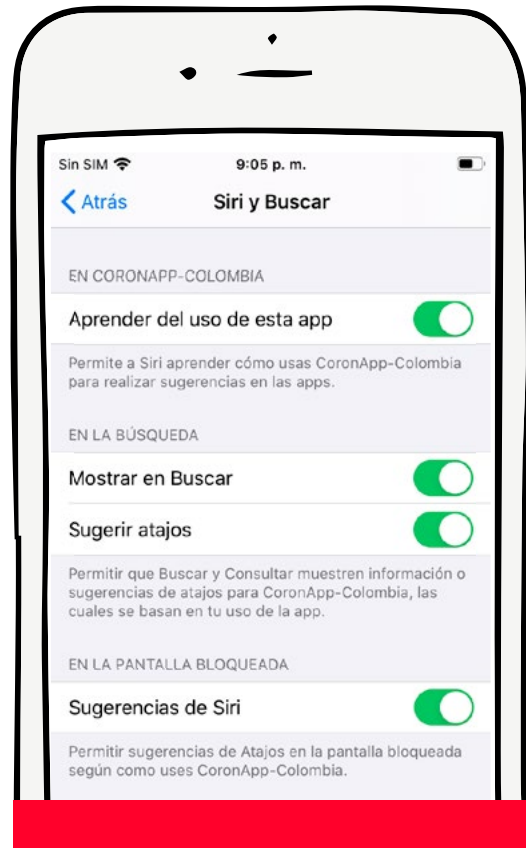 Sin SIM 9:05 p. m.
Atrás Siri y Buscar
EN CORONAPP-COLOMBIA
Aprender del uso de esta app
Permite a Siri aprender cómo usas CoronApp-Colombia
para realizar sugerencias en las apps.
EN LA BÚSQUEDA
Mostrar en Buscar
Sugerir atajos
Permitir que Buscar y Consultar muestren información o
sugerencias de atajos para CoronApp-Colombia, las
cuales se basan en tu uso de la app.
EN LA PANTALLA BLOQUEADA
Sugerencias de Siri
Permitir sugerencias de Atajos en la pantalla bloqueada
según como uses CoronApp-Colombia.